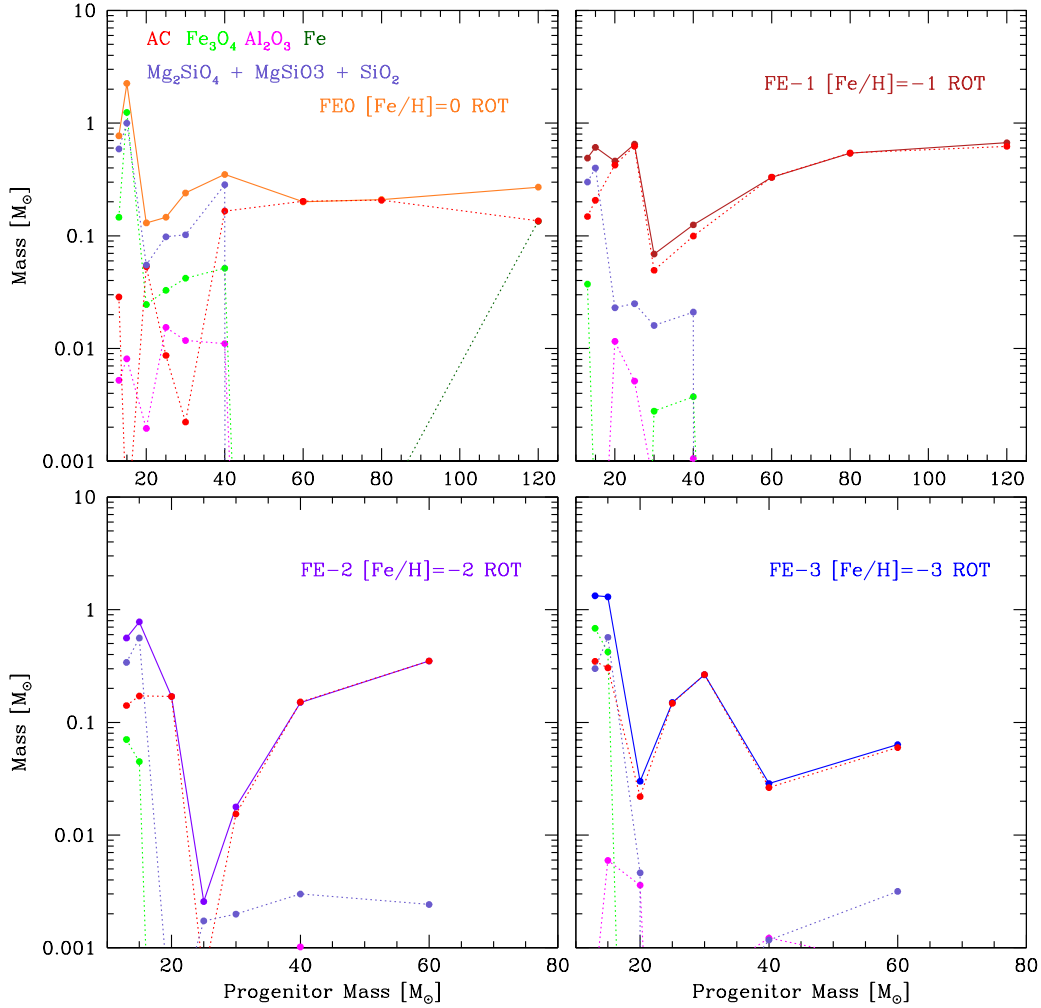 AC Fe₃O₄ Al₂O₃ Fe
Mg₂SiO₄ + MgSiO3 + SiO₂
FE0 [Fe/H]=0 ROT
10
1
0.1
0.01
0.001
Mass [M☉]
20 40 60 80 100 120
FE-1 [Fe/H]=-1 ROT
20 40 60 80 100 120
FE-2 [Fe/H]=-2 ROT
10
1
0.1
0.01
0.001
Mass [M☉]
20 40 60 80
Progenitor Mass [M☉]
FE-3 [Fe/H]=-3 ROT
20 40 60 80
Progenitor Mass [M☉]